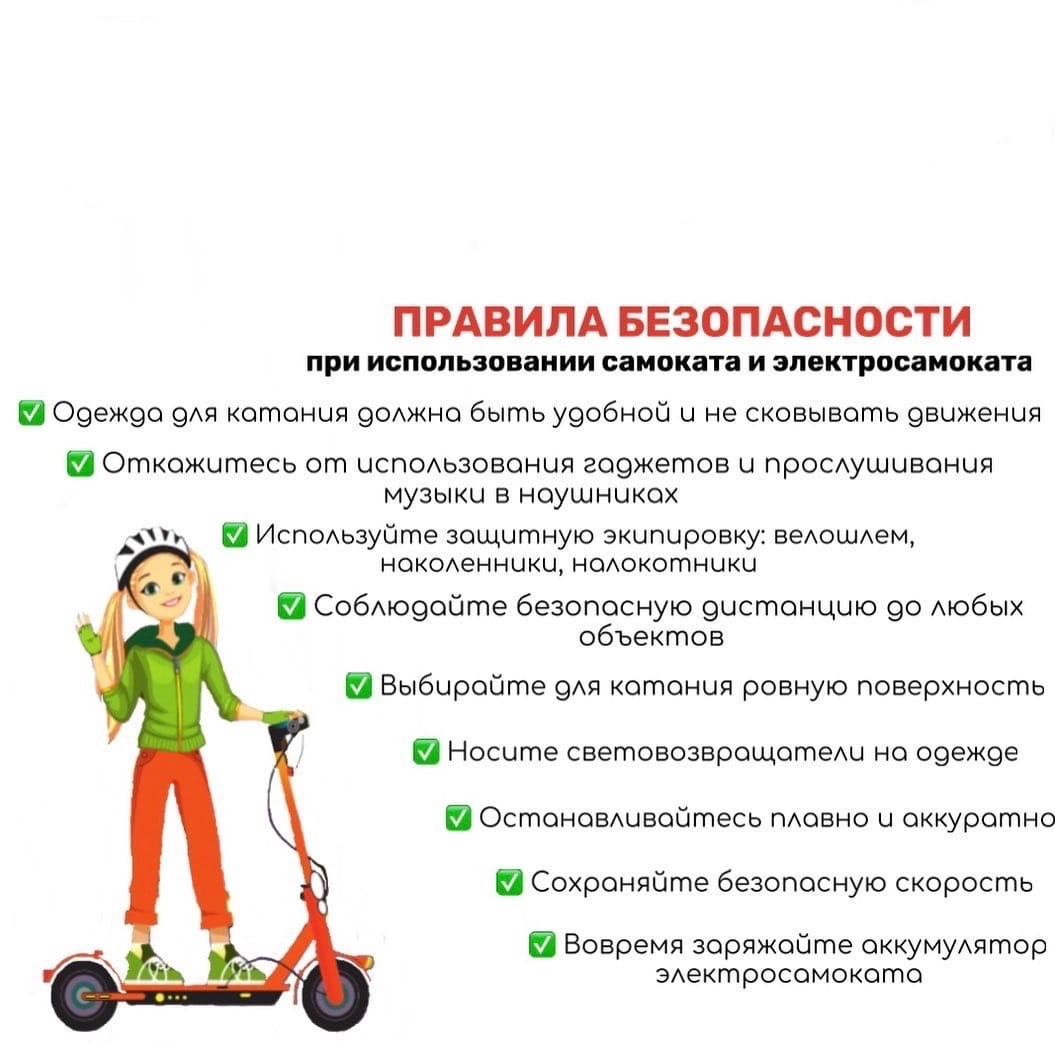 ПРАВИЛА БЕЗОПАСНОСТИ
при использовании самоката и электросамоката
✅ Одежда для катания должна быть удобной и не сковывать движения
✅ Откажитесь от использования гаджетов и прослушивания
музыки в наушниках
✅ Используйте защитную экипировку: велошлем,
наколенники, налокотники
✅ Соблюдайте безопасную дистанцию до любых
объектов
✅ Выбирайте для катания ровную поверхность
✅ Носите световозвращатели на одежде
✅ Останавливайтесь плавно и аккуратно
✅ Сохраняйте безопасную скорость
✅ Вовремя заряжайте аккумулятор
электросамоката